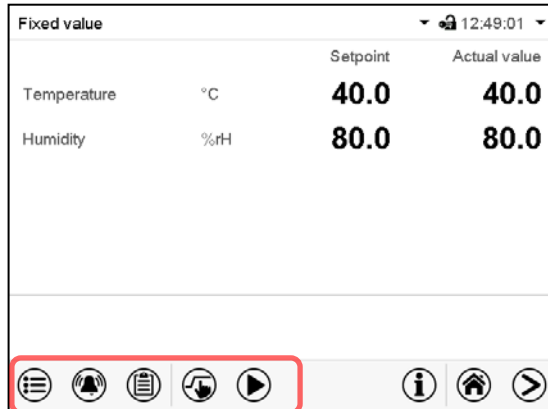 Fixed value 12:49:01
Setpoint Actual value
Temperature °C 40.0 40.0
Humidity %rH 80.0 80.0